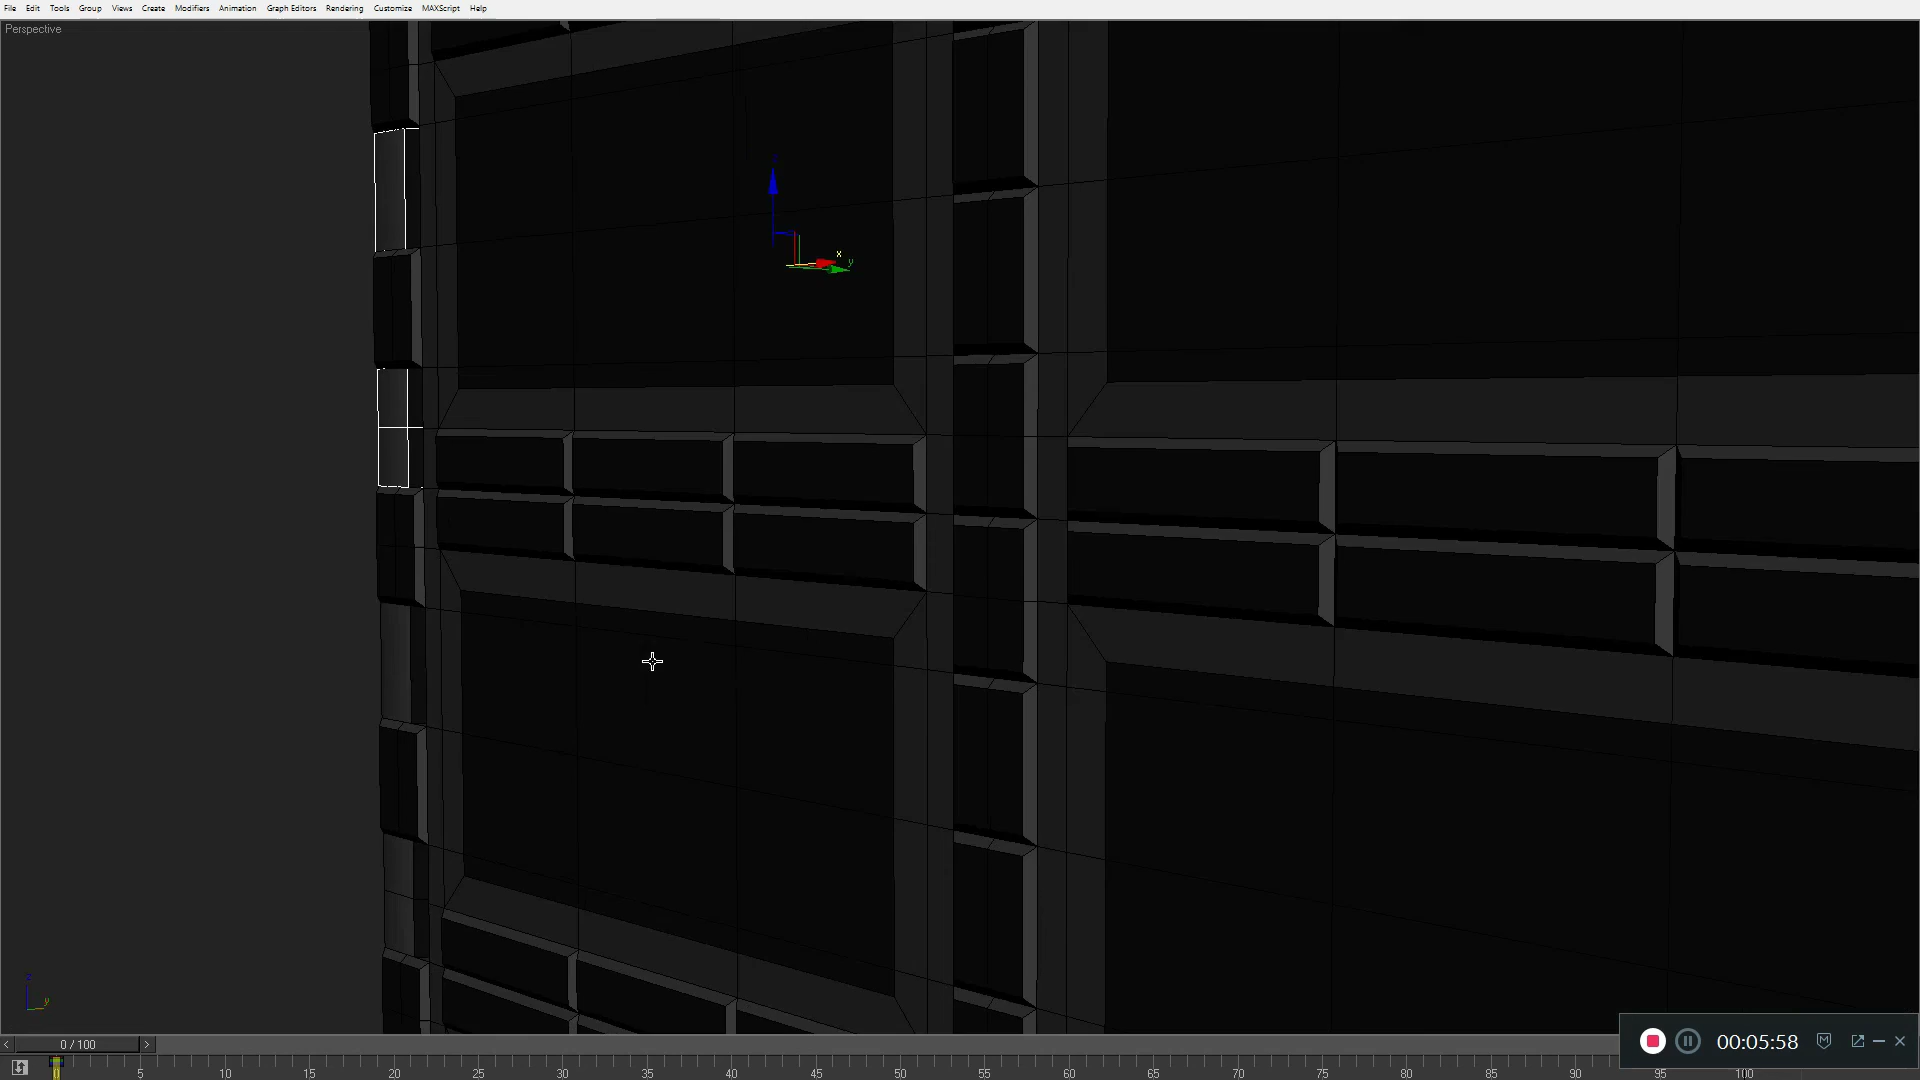 File Edit Tools Group Views Create Modifiers Animation Graph Editors Rendering Customize MAXScript Help
Perspective
x
y
z
y
< 0 / 100 >
00:05:58
5 10 15 20 25 30 35 40 45 50 55 60 65 70 75 80 85 90 95 100